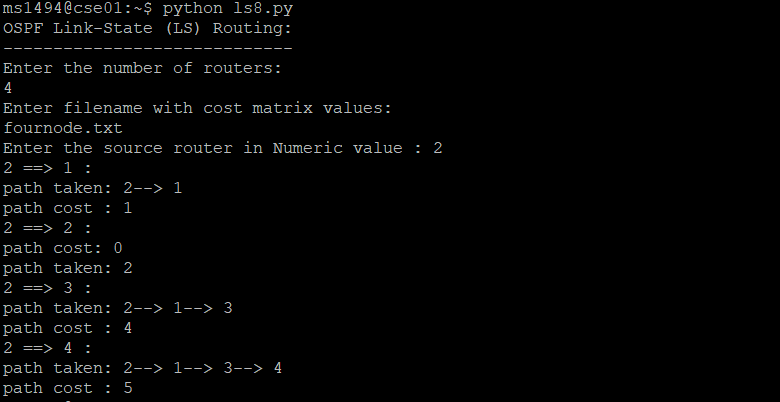 ms1494@cse01:~$ python ls8.py
OSPF Link-State (LS) Routing:
-----------------------------
Enter the number of routers:
4
Enter filename with cost matrix values:
fournode.txt
Enter the source router in Numeric value : 2
2 ==> 1 :
path taken: 2--> 1
path cost : 1
2 ==> 2 :
path cost: 0
path taken: 2
2 ==> 3 :
path taken: 2--> 1--> 3
path cost : 4
2 ==> 4 :
path taken: 2--> 1--> 3--> 4
path cost : 5